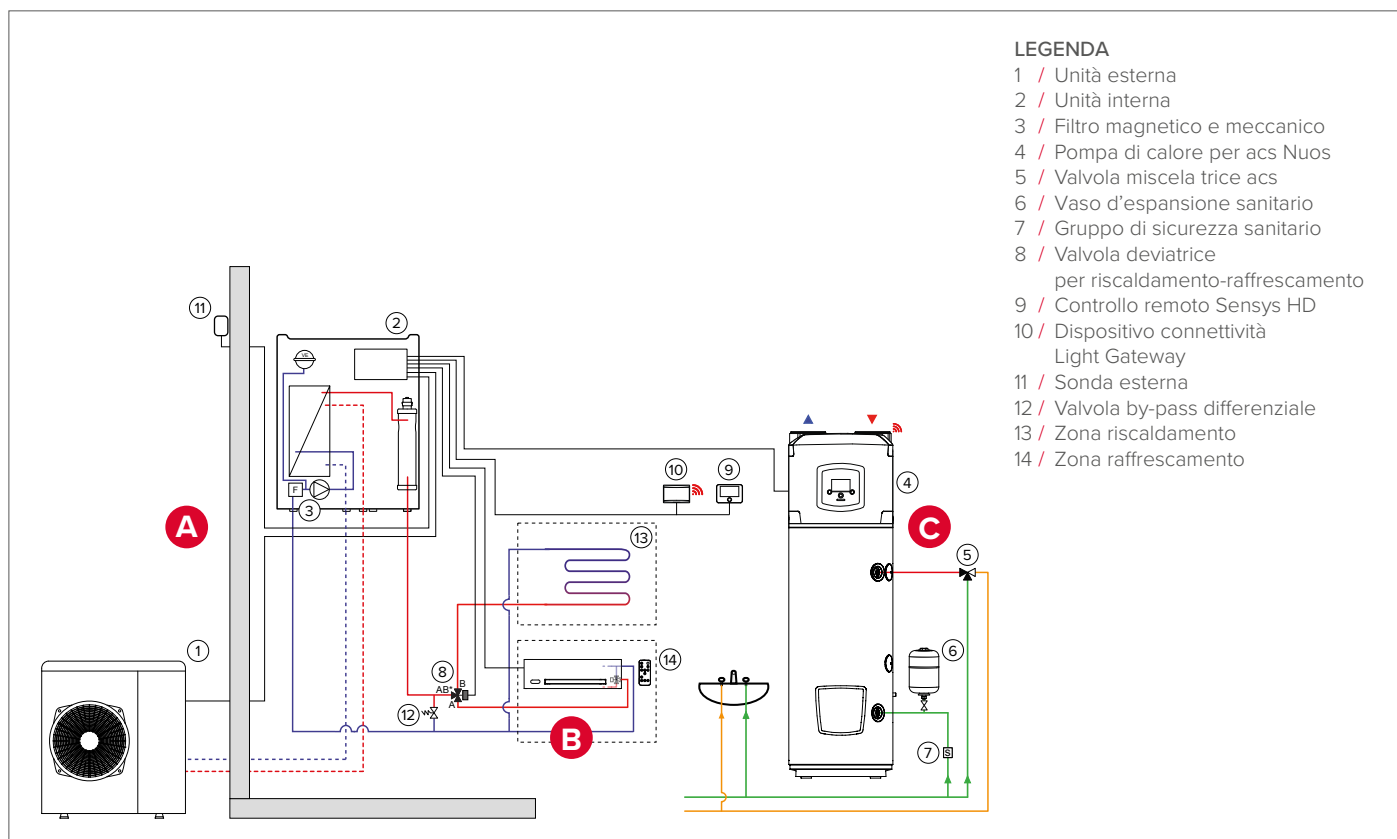 LEGENDA
1 / Unità esterna
2 / Unità interna
3 / Filtro magnetico e meccanico
4 / Pompa di calore per acs Nuos
5 / Valvola miscela trice acs
6 / Vaso d'espansione sanitario
7 / Gruppo di sicurezza sanitario
8 / Valvola deviatrice
per riscaldamento-raffrescamento
9 / Controllo remoto Sensys HD
10 / Dispositivo connettività
Light Gateway
11 / Sonda esterna
12 / Valvola by-pass differenziale
13 / Zona riscaldamento
14 / Zona raffrescamento
11
2
VE
F
3
A
1
10
9
4
C
13
5
14
8
B
AB
A
12
B
6
7
S